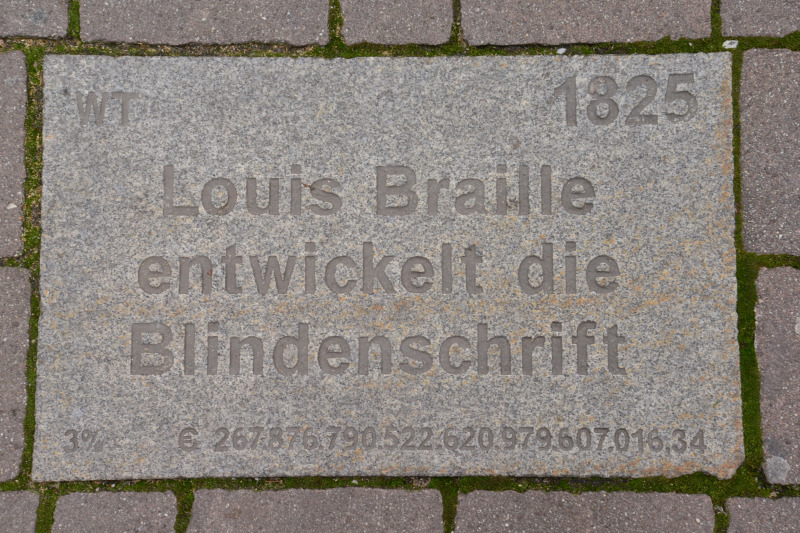 WT 1825
Louis Braille
entwickelt die
Blindenschrift
3% € 267.876.790.522.620.979.607.016,34